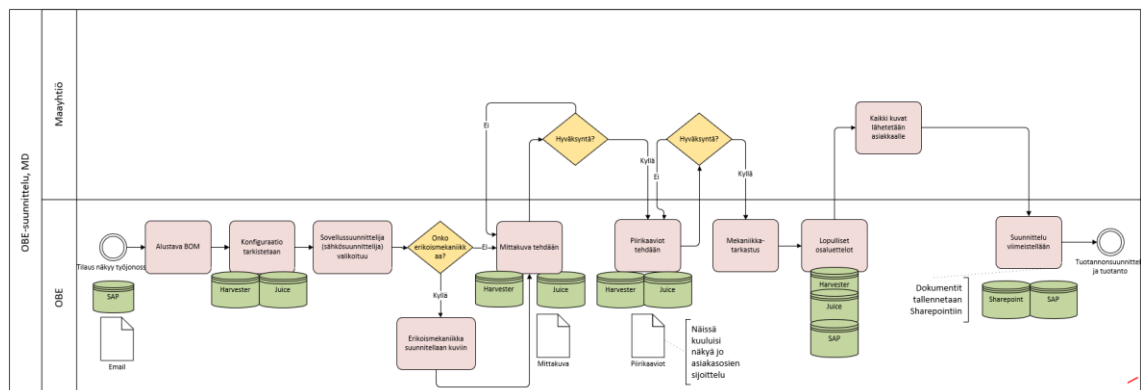 OBE-suunnittelu, MD
Maayhtiö
OBE
Tilaus näkyy työjonoss
SAP
Email
Alustava BOM
Konfiguraatio
tarkistetaan
Harvester
Juice
Sovellussuunnittelija
(sähkösuunnittelija)
valikoituu
Onko
erikoismekaniikk
aa?
Ei
Kyllä
Erikoismekaniikka
suunnitellaan kuviin
Mittakuva tehdään
Harvester
Juice
Mittakuva
Ei
Hyväksyntä?
Kyllä
Ei
Piirikaaviot
tehdään
Harvester
Juice
Piirikaaviot
Näissä
kuuluisi
näkyä jo
asiakasosien
sijoittelu
Hyväksyntä?
Kyllä
Mekaniikka-
tarkastus
Lopulliset
osaluettelot
Harvester
Juice
SAP
Kaikki kuvat
lähetetään
asiakkaalle
Suunnittelu
viimeistellään
Dokumentit
tallennetaan
Sharepointiin
Sharepoint
SAP
Tuotannonsuunnittel
ja tuotanto